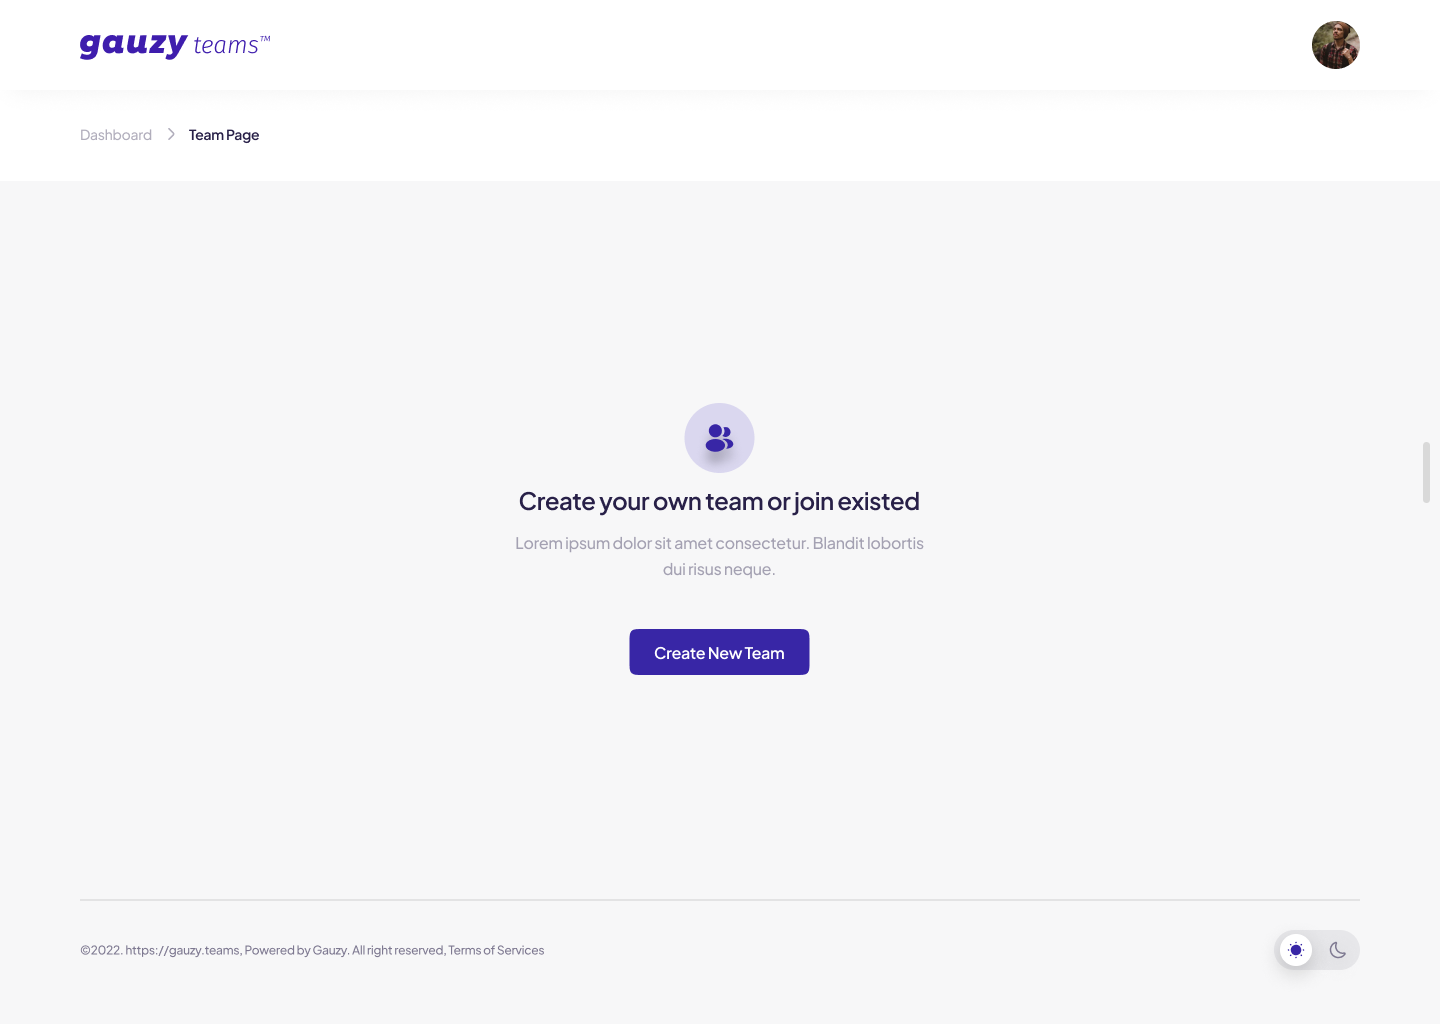 gauzy teams™
Dashboard
Team Page
Create your own team or join existed
Lorem ipsum dolor sit amet consectetur. Blandit lobortis
dui risus neque.
Create New Team
©2022. https://gauzy.teams, Powered by Gauzy. All right reserved, Terms of Services